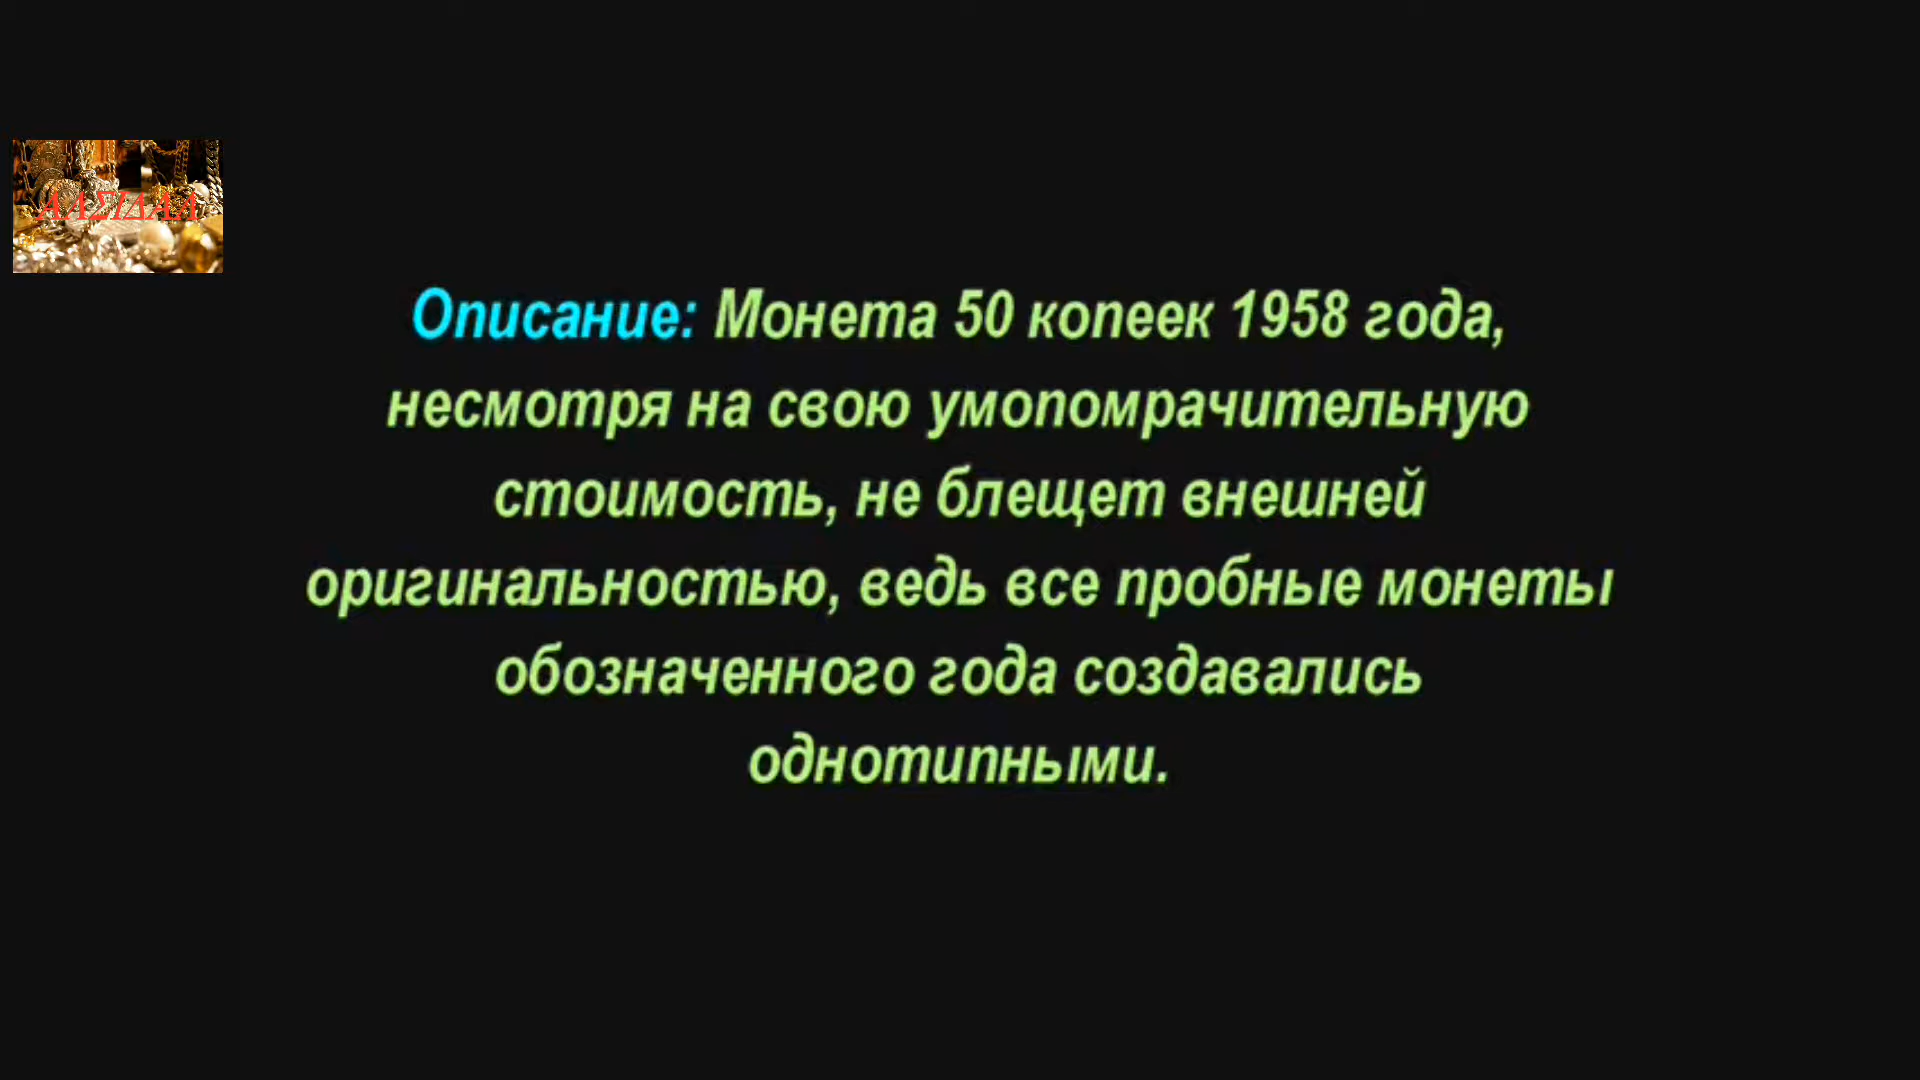 ΑΛΣΙΔΑΛ
Описание: Монета 50 копеек 1958 года,
несмотря на свою умопомрачительную
стоимость, не блещет внешней
оригинальностью, ведь все пробные монеты
обозначенного года создавались
однотипными.